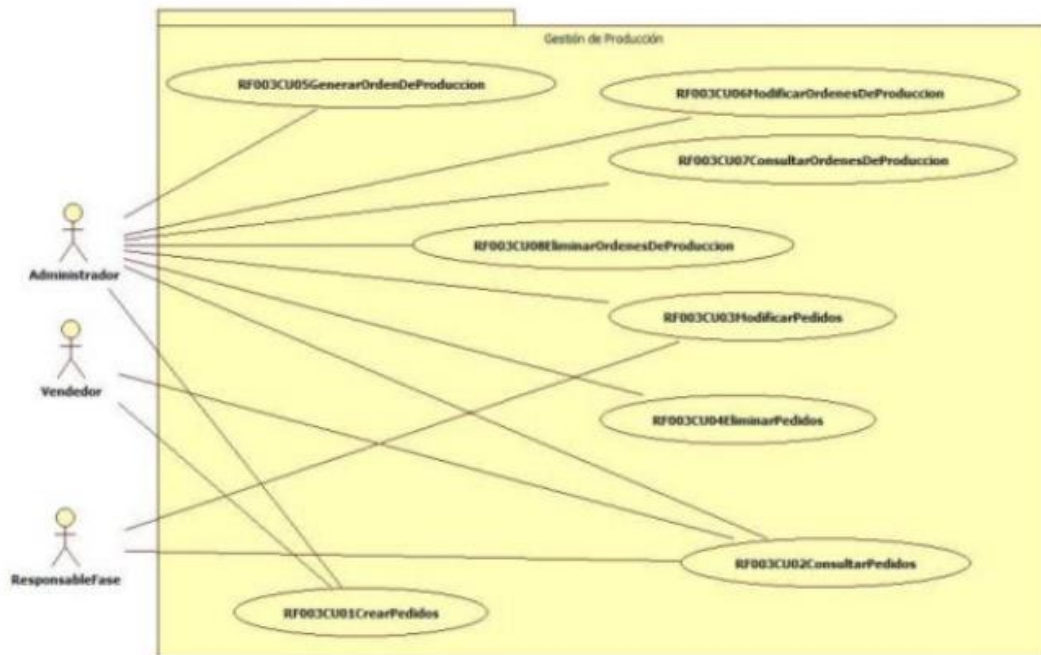 Gestión de Producción
RF003CU05GenerarOrdenDeProduccion
RF003CU06ModificarOrdenesDeProduccion
RF003CU07ConsultarOrdenesDeProduccion
RF003CU08EliminarOrdenesDeProduccion
Administrador
RF003CU03ModificarPedidos
Vendedor
RF003CU04EliminarPedidos
ResponsableFase
RF003CU02ConsultarPedidos
RF003CU01CrearPedidos